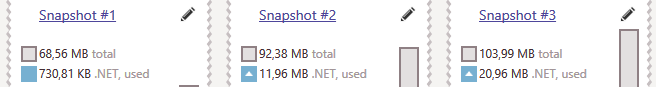 Snapshot #1
68,56 MB total
730,81 KB .NET, used
Snapshot #2
92,38 MB total
11,96 MB .NET, used
Snapshot #3
103,99 MB total
20,96 MB .NET, used